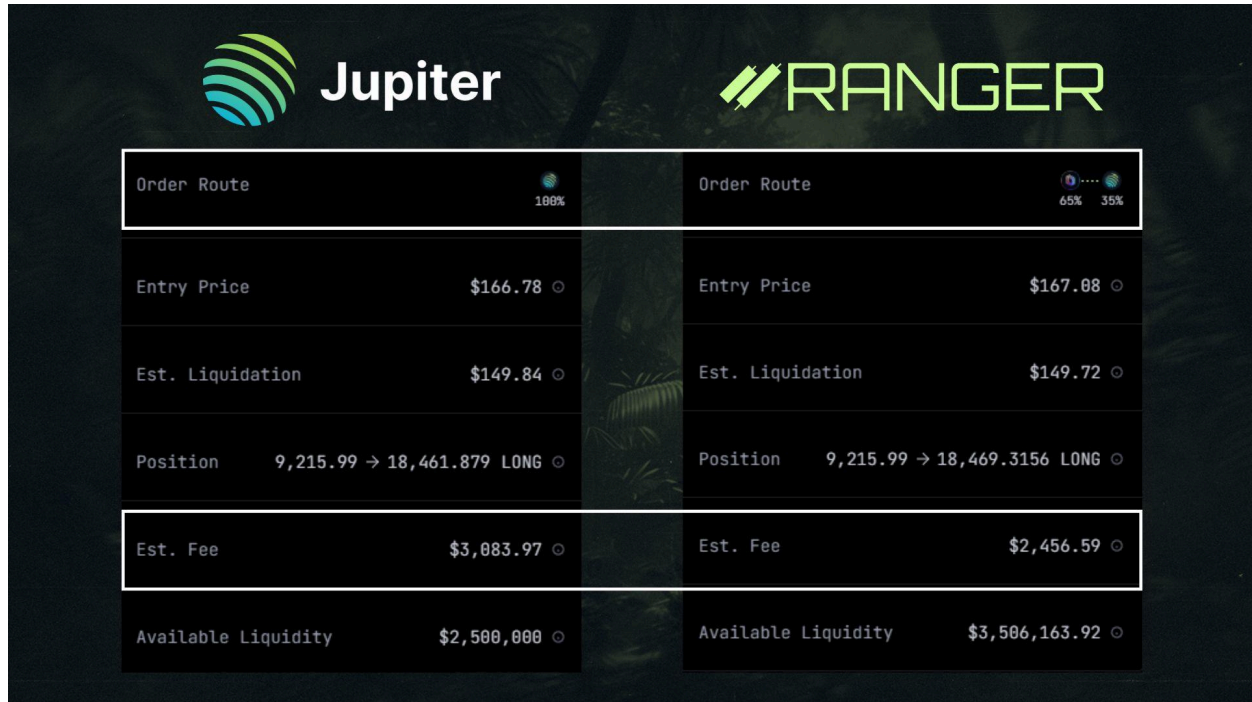 Jupiter
RANGER
Order Route
100%
Entry Price $166.78
Est. Liquidation $149.84
Position 9,215.99 → 18,461.879 LONG
Est. Fee $3,083.97
Available Liquidity $2,500,000
Order Route
65% 35%
Entry Price $167.08
Est. Liquidation $149.72
Position 9,215.99 → 18,469.3156 LONG
Est. Fee $2,456.59
Available Liquidity $3,506,163.92